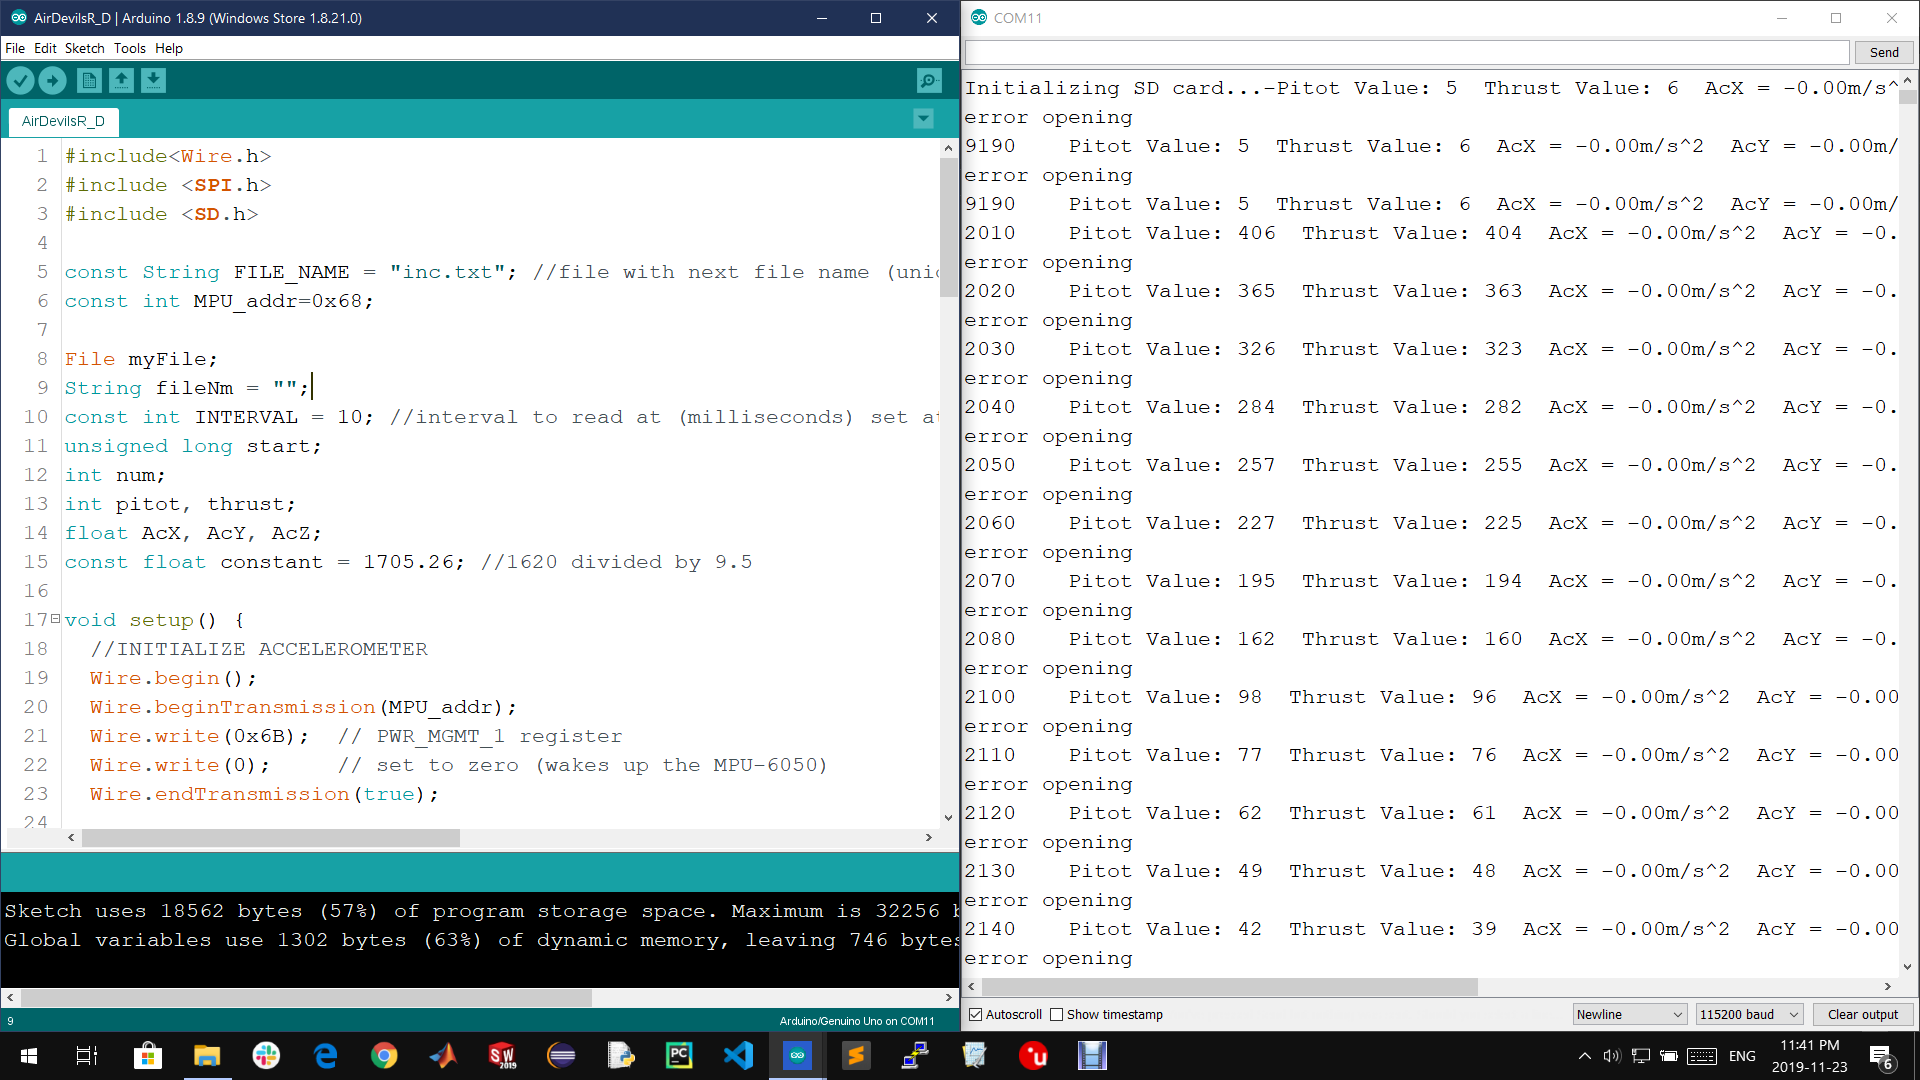 AirDevilsR_D | Arduino 1.8.9 (Windows Store 1.8.21.0)
File Edit Sketch Tools Help
AirDevilsR_D
1 #include<Wire.h>
2 #include <SPI.h>
3 #include <SD.h>
4
5 const String FILE_NAME = "inc.txt"; //file with next file name (uni
6 const int MPU_addr=0x68;
7
8 File myFile;
9 String fileNm = "";
10 const int INTERVAL = 10; //interval to read at (milliseconds) set a
11 unsigned long start;
12 int num;
13 int pitot, thrust;
14 float AcX, AcY, AcZ;
15 const float constant = 1705.26; //1620 divided by 9.5
16
17 void setup() {
18 //INITIALIZE ACCELEROMETER
19 Wire.begin();
20 Wire.beginTransmission(MPU_addr);
21 Wire.write(0x6B); // PWR_MGMT_1 register
22 Wire.write(0); // set to zero (wakes up the MPU-6050)
23 Wire.endTransmission(true);
24
Sketch uses 18562 bytes (57%) of program storage space. Maximum is 32256 b
Global variables use 1302 bytes (63%) of dynamic memory, leaving 746 bytes
9
Arduino/Genuino Uno on COM11
COM11
Send
Initializing SD card...-Pitot Value: 5 Thrust Value: 6 AcX = -0.00m/s^
error opening
9190 Pitot Value: 5 Thrust Value: 6 AcX = -0.00m/s^2 AcY = -0.00m/
error opening
9190 Pitot Value: 5 Thrust Value: 6 AcX = -0.00m/s^2 AcY = -0.00m/
2010 Pitot Value: 406 Thrust Value: 404 AcX = -0.00m/s^2 AcY = -0.
error opening
2020 Pitot Value: 365 Thrust Value: 363 AcX = -0.00m/s^2 AcY = -0.
error opening
2030 Pitot Value: 326 Thrust Value: 323 AcX = -0.00m/s^2 AcY = -0.
error opening
2040 Pitot Value: 284 Thrust Value: 282 AcX = -0.00m/s^2 AcY = -0.
error opening
2050 Pitot Value: 257 Thrust Value: 255 AcX = -0.00m/s^2 AcY = -0.
error opening
2060 Pitot Value: 227 Thrust Value: 225 AcX = -0.00m/s^2 AcY = -0.
error opening
2070 Pitot Value: 195 Thrust Value: 194 AcX = -0.00m/s^2 AcY = -0.
error opening
2080 Pitot Value: 162 Thrust Value: 160 AcX = -0.00m/s^2 AcY = -0.
error opening
2100 Pitot Value: 98 Thrust Value: 96 AcX = -0.00m/s^2 AcY = -0.00
error opening
2110 Pitot Value: 77 Thrust Value: 76 AcX = -0.00m/s^2 AcY = -0.00
error opening
2120 Pitot Value: 62 Thrust Value: 61 AcX = -0.00m/s^2 AcY = -0.00
error opening
2130 Pitot Value: 49 Thrust Value: 48 AcX = -0.00m/s^2 AcY = -0.00
error opening
2140 Pitot Value: 42 Thrust Value: 39 AcX = -0.00m/s^2 AcY = -0.00
error opening
Autoscroll Show timestamp Newline 115200 baud Clear output
SW 2019
PC
ENG
11:41 PM
2019-11-23
6